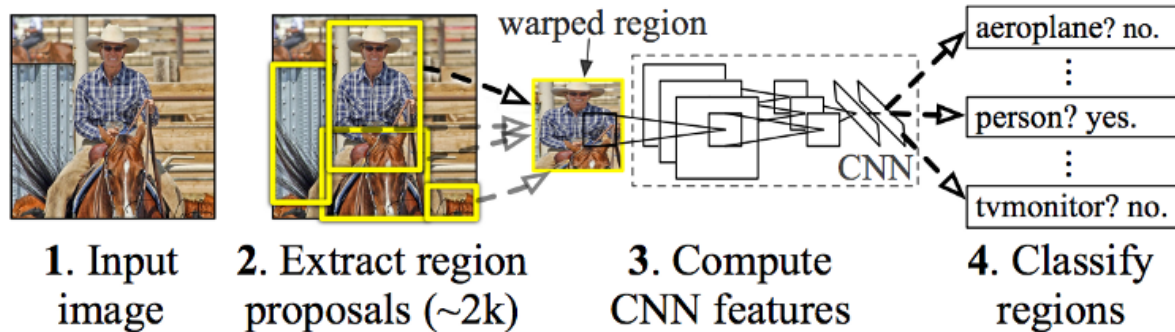 warped region
aeroplane? no.
person? yes.
CNN
tvmonitor? no.
1. Input
image
2. Extract region
proposals (~2k)
3. Compute
CNN features
4. Classify
regions